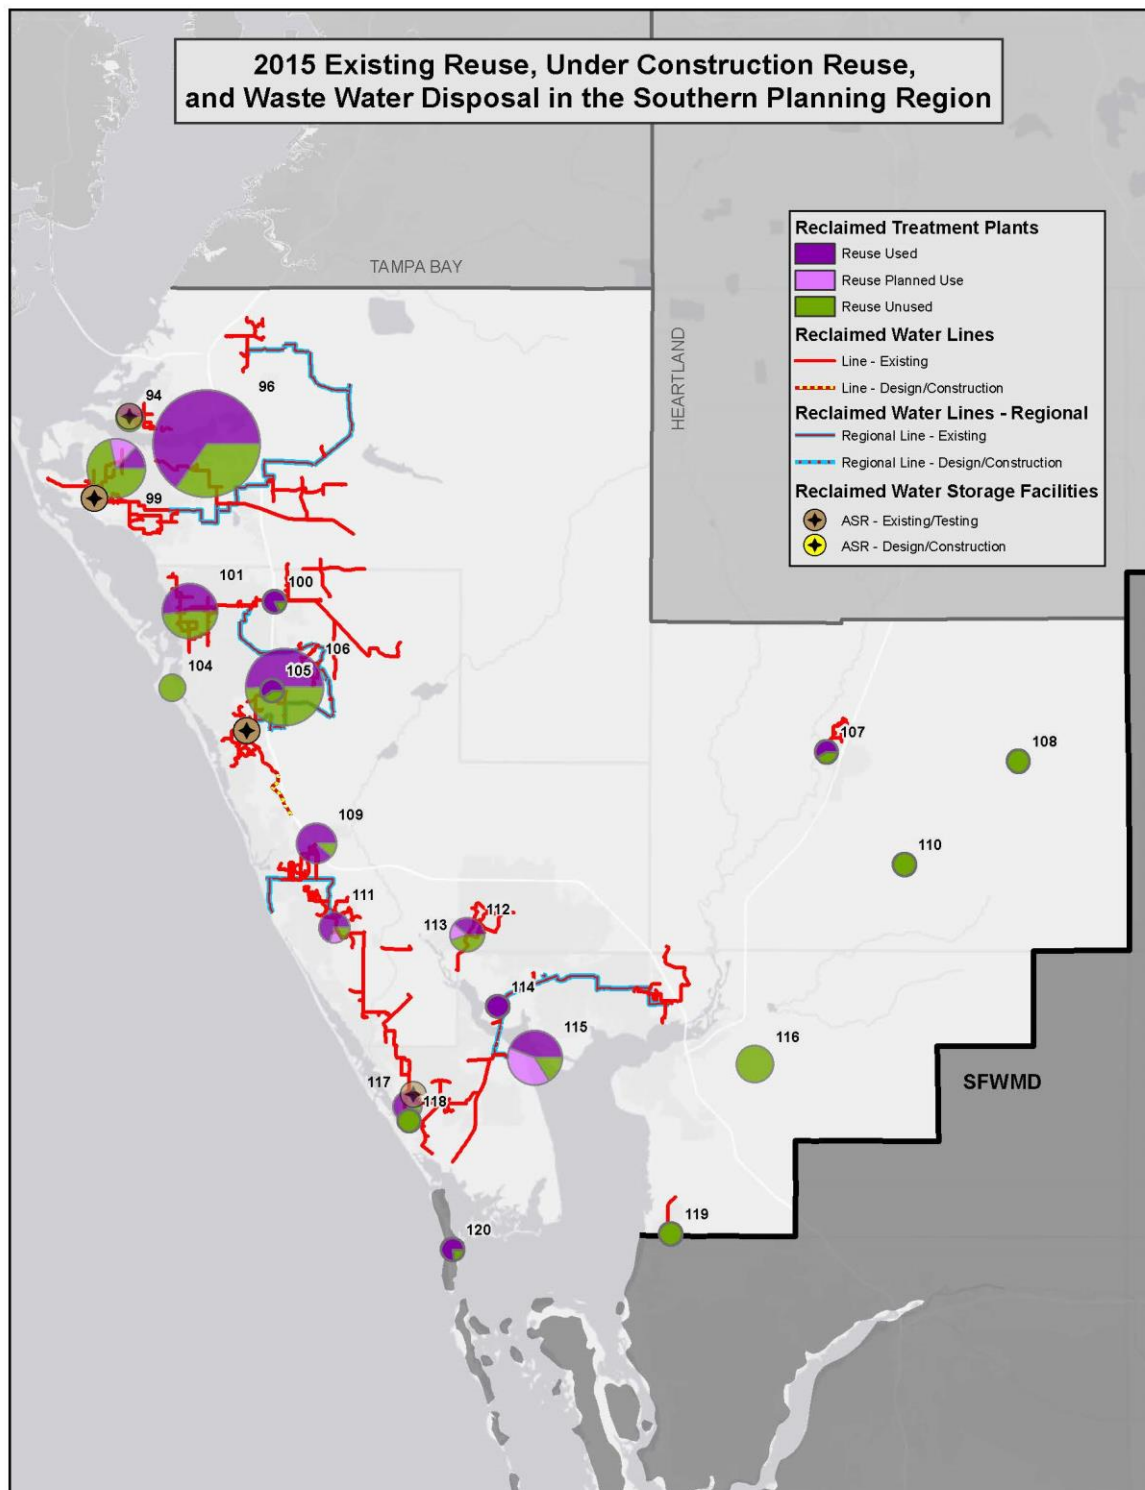 2015 Existing Reuse, Under Construction Reuse,
and Waste Water Disposal in the Southern Planning Region
TAMPA BAY
HEARTLAND
Reclaimed Treatment Plants
Reuse Used
Reuse Planned Use
Reuse Unused
Reclaimed Water Lines
Line - Existing
Line - Design/Construction
Reclaimed Water Lines - Regional
Regional Line - Existing
Regional Line - Design/Construction
Reclaimed Water Storage Facilities
ASR - Existing/Testing
ASR - Design/Construction
94
96
99
101
100
104
106
105
107
108
109
110
111
112
113
114
115
116
117
118
SFWMD
119
120